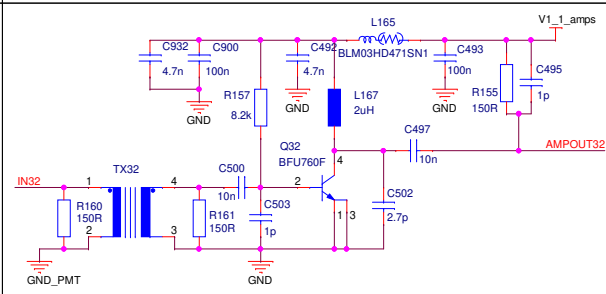 L165
V1_1_amps
C932
C900
C492
BLM03HD471SN1
C493
C495
4.7n
100n
4.7n
100n
R155
150R
1p
R157
8.2k
L167
2uH
GND
GND
GND
C497
10n
AMPOUT32
Q32
BFU760F
4
IN32
1
TX32
4
C500
10n
2
R160
150R
R161
150R
C503
1p
1
3
C502
2.7p
2
3
GND_PMT
GND